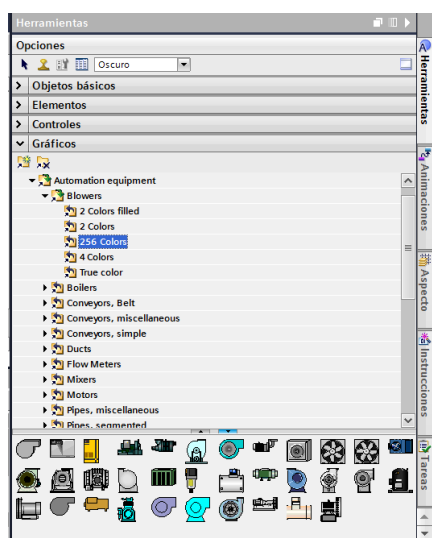 Herramientas
Opciones
Oscuro
Objetos básicos
Elementos
Controles
Gráficos
Automation equipment
Blowers
2 Colors filled
2 Colors
256 Colors
4 Colors
True color
Boilers
Conveyors, Belt
Conveyors, miscellaneous
Conveyors, simple
Ducts
Flow Meters
Mixers
Motors
Pipes, miscellaneous
Pipes, segmented
Herramientas
Animaciones
Aspecto
Instrucciones
Tareas